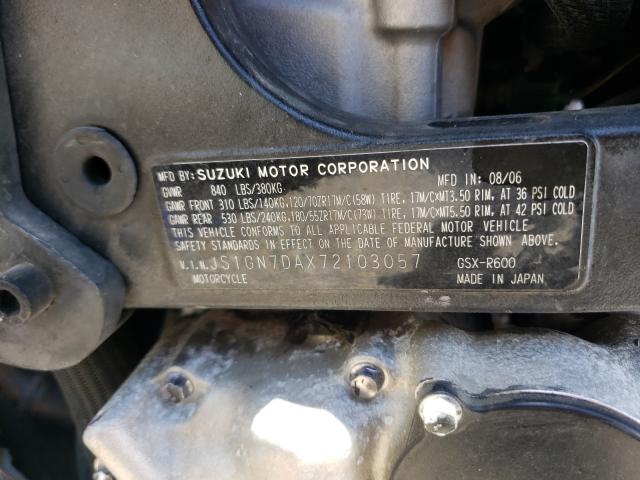 MFD BY: SUZUKI MOTOR CORPORATION MFD IN: 08/06
GVWR 840 LBS/380KG
GAWR FRONT 310 LBS/140KG,120/70ZR17M/C(58W) TIRE, 17M/CXMT3.50 RIM, AT 36 PSI COLD
GAWR REAR 530 LBS/240KG,180/55ZR17M/C(73W) TIRE, 17M/CXMT5.50 RIM, AT 42 PSI COLD
THIS VEHICLE CONFORMS TO ALL APPLICABLE FEDERAL MOTOR VEHICLE
SAFETY STANDARDS IN EFFECT ON THE DATE OF MANUFACTURE SHOWN ABOVE.
V.I.N. JS1GN7DAX72103057 GSX-R600
MOTORCYCLE MADE IN JAPAN